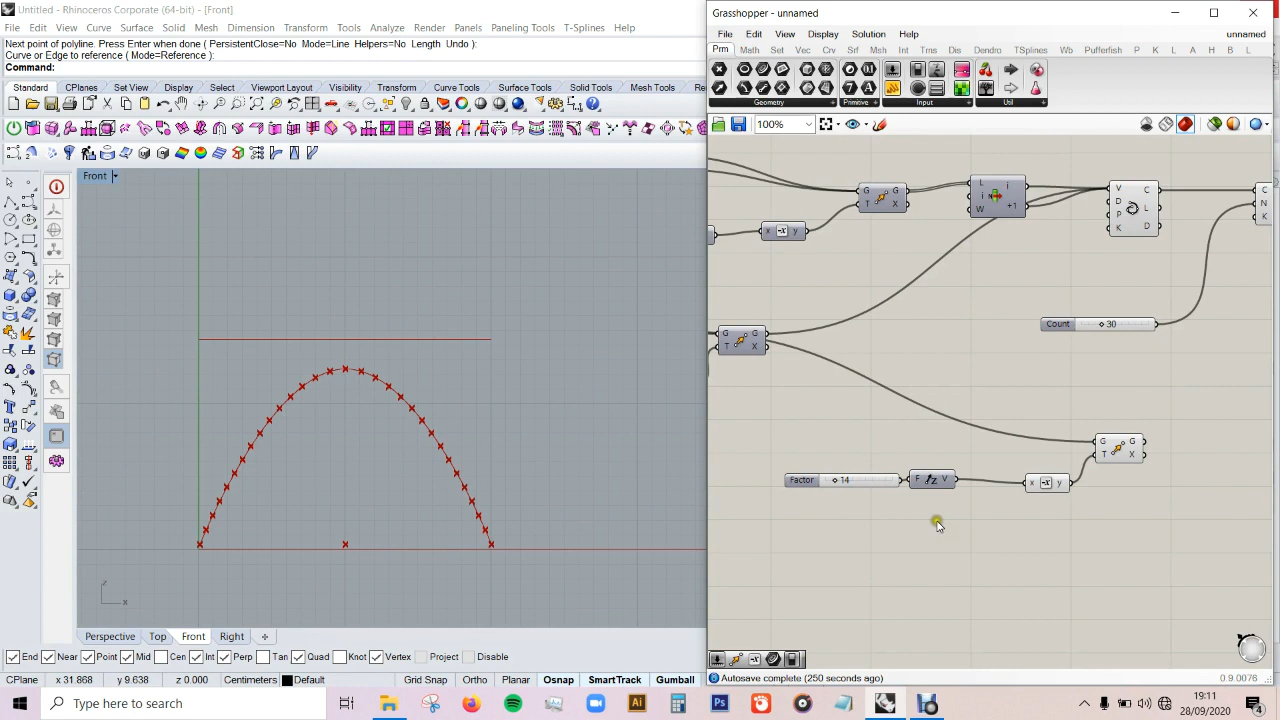 Untitled - Rhinoceros Corporate (64-bit) - [Front]
File Edit View Curve Surface Solid Mesh Dimension Transform Tools Analyze Render Panels Paneling Tools T-Splines
Next point of polyline. Press Enter when done ( PersistentClose=No Mode=Line Helpers=No Length Undo ):
Curve or Edge to reference ( Mode=Reference ):
Command:
Standard CPlanes Set View Display Select Viewport Layout Visibility Transform Curve Tools Surface Tools Solid Tools Mesh Tools Re
Front
z
x
Perspective Top Front Right
End Near Point Mid Cen Int Perp Tan Quad Knot Vertex Project Disable
CPlane x 31.868 y 9.638 z 0.000 Centimeters Default Grid Snap Ortho Planar Osnap SmartTrack Gumball
Grasshopper - unnamed
File Edit View Display Solution Help unnamed
Prm Math Set Vec Crv Srf Msh Int Trns Dis Dendro TSplines Wb Pufferfish P K L A H B L
Geometry Primitive Input Util
100%
G T G X
L i W i +1
V D P K C L D
C N K
x -x y
G T G X
Count 30
G T G X
Factor 14
F Z V
x -x y
Autosave complete (250 seconds ago) 0.9.0076
Type here to search
Ai Ps
19:11
28/09/2020
4